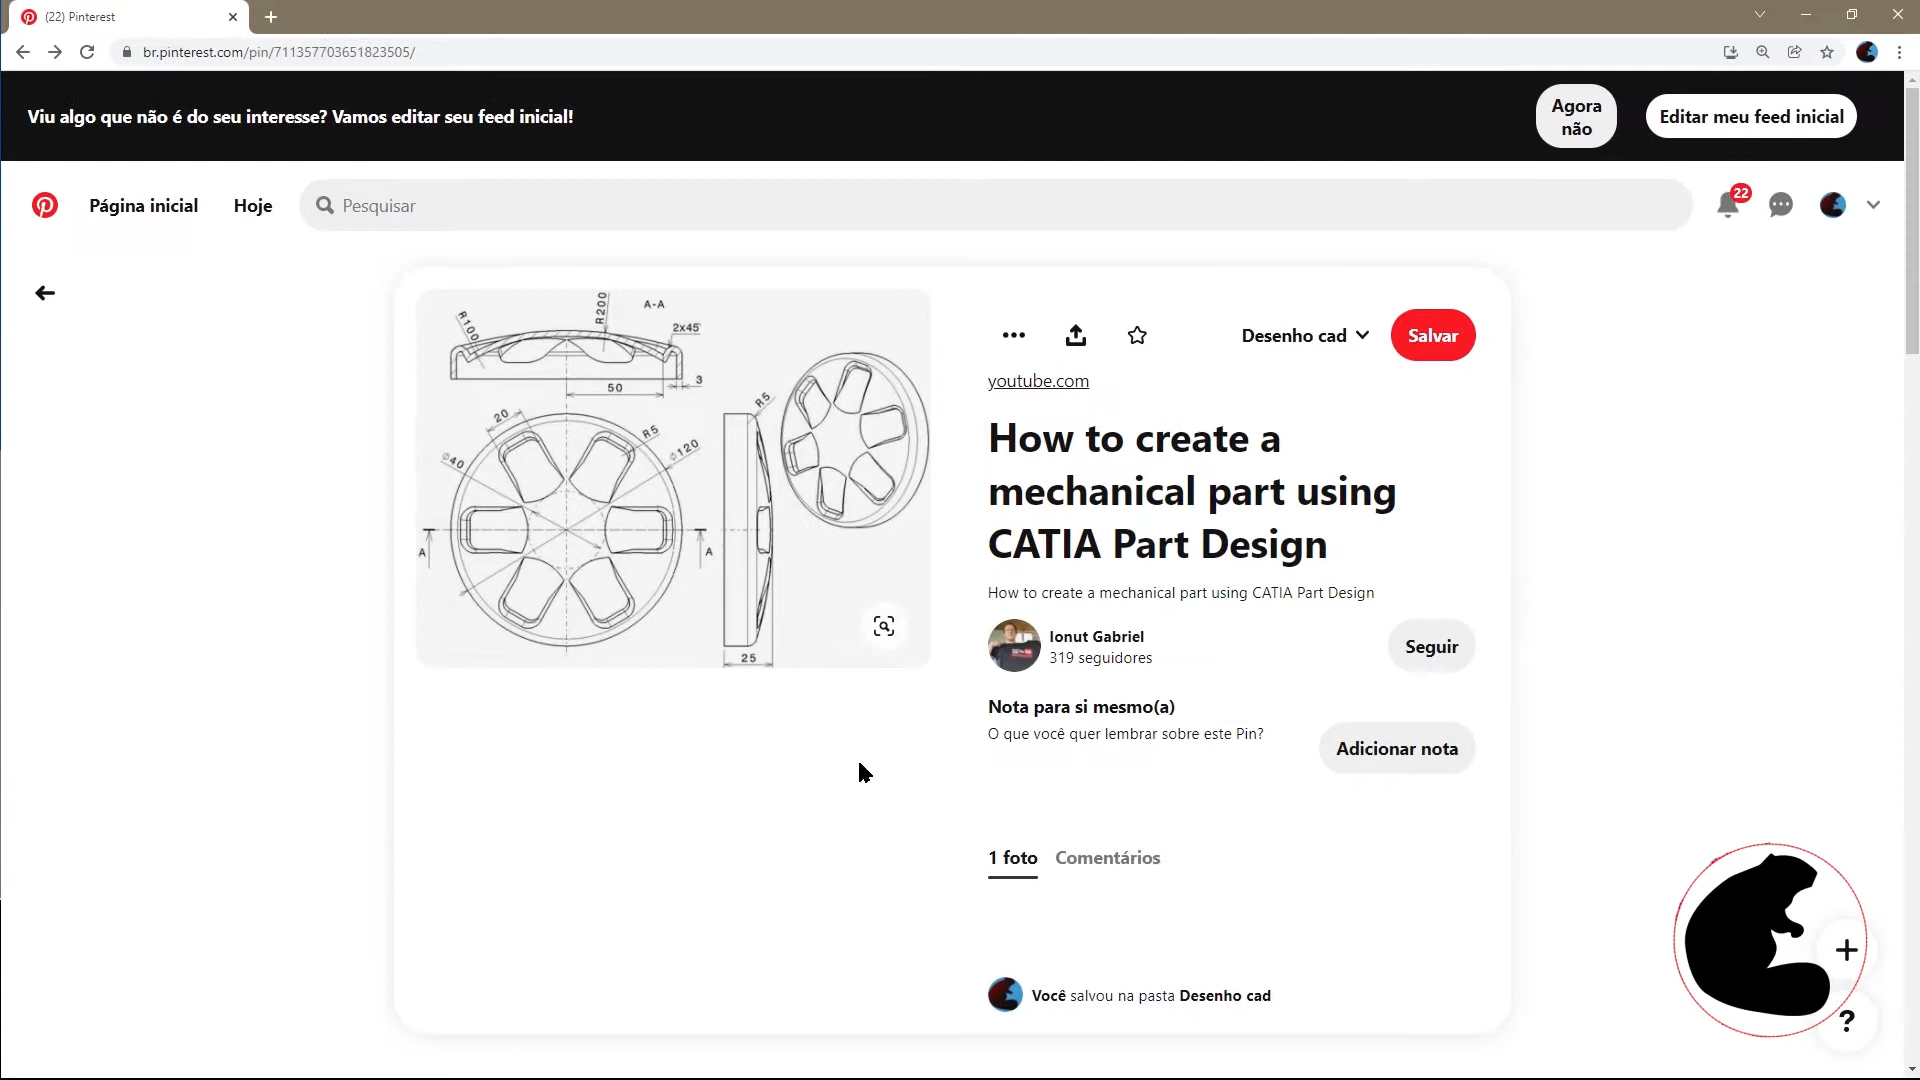 (22) Pinterest
br.pinterest.com/pin/711357703651823505/
Viu algo que não é do seu interesse? Vamos editar seu feed inicial!
Agora
não
Editar meu feed inicial
Página inicial
Hoje
Pesquisar
22
A-A
R100
R200
2x45°
50
3
20
R5
Ø40
Ø120
A
A
R5
25
Desenho cad
Salvar
youtube.com
How to create a
mechanical part using
CATIA Part Design
How to create a mechanical part using CATIA Part Design
Ionut Gabriel
319 seguidores
Seguir
Nota para si mesmo(a)
O que você quer lembrar sobre este Pin?
Adicionar nota
1 foto
Comentários
Você salvou na pasta Desenho cad
?